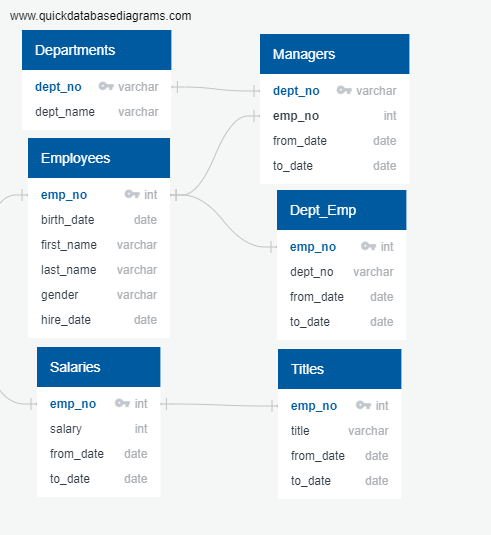 www.quickdatabasediagrams.com
Departments
dept_no varchar
dept_name varchar
Managers
dept_no varchar
emp_no int
from_date date
to_date date
Employees
emp_no int
birth_date date
first_name varchar
last_name varchar
gender varchar
hire_date date
Dept_Emp
emp_no int
dept_no varchar
from_date date
to_date date
Salaries
emp_no int
salary int
from_date date
to_date date
Titles
emp_no int
title varchar
from_date date
to_date date